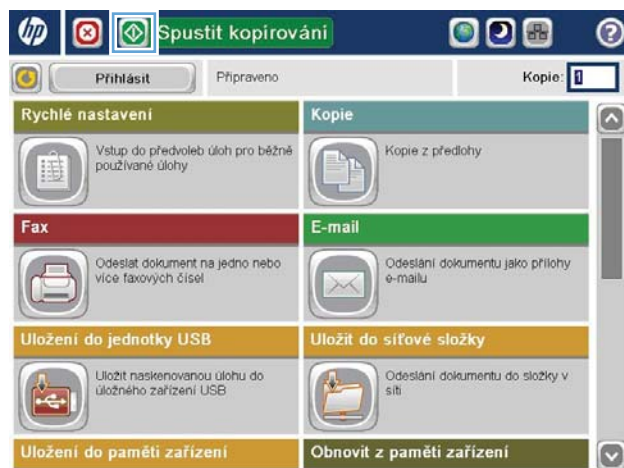 hp
Spustit kopírování
?
Přihlásit
Připraveno
Kopie: 1
Rychlé nastavení
Kopie
Vstup do předvoleb úloh pro běžně
používané úlohy
Kopie z předlohy
Fax
E-mail
Odeslat dokument na jedno nebo
více faxových čísel
Odeslání dokumentu jako přílohy
e-mailu
Uložení do jednotky USB
Uložit do síťové složky
Uložit naskenovanou úlohu do
úložného zařízení USB
Odeslání dokumentu do složky v
síti
Uložení do paměti zařízení
Obnovit z paměti zařízení